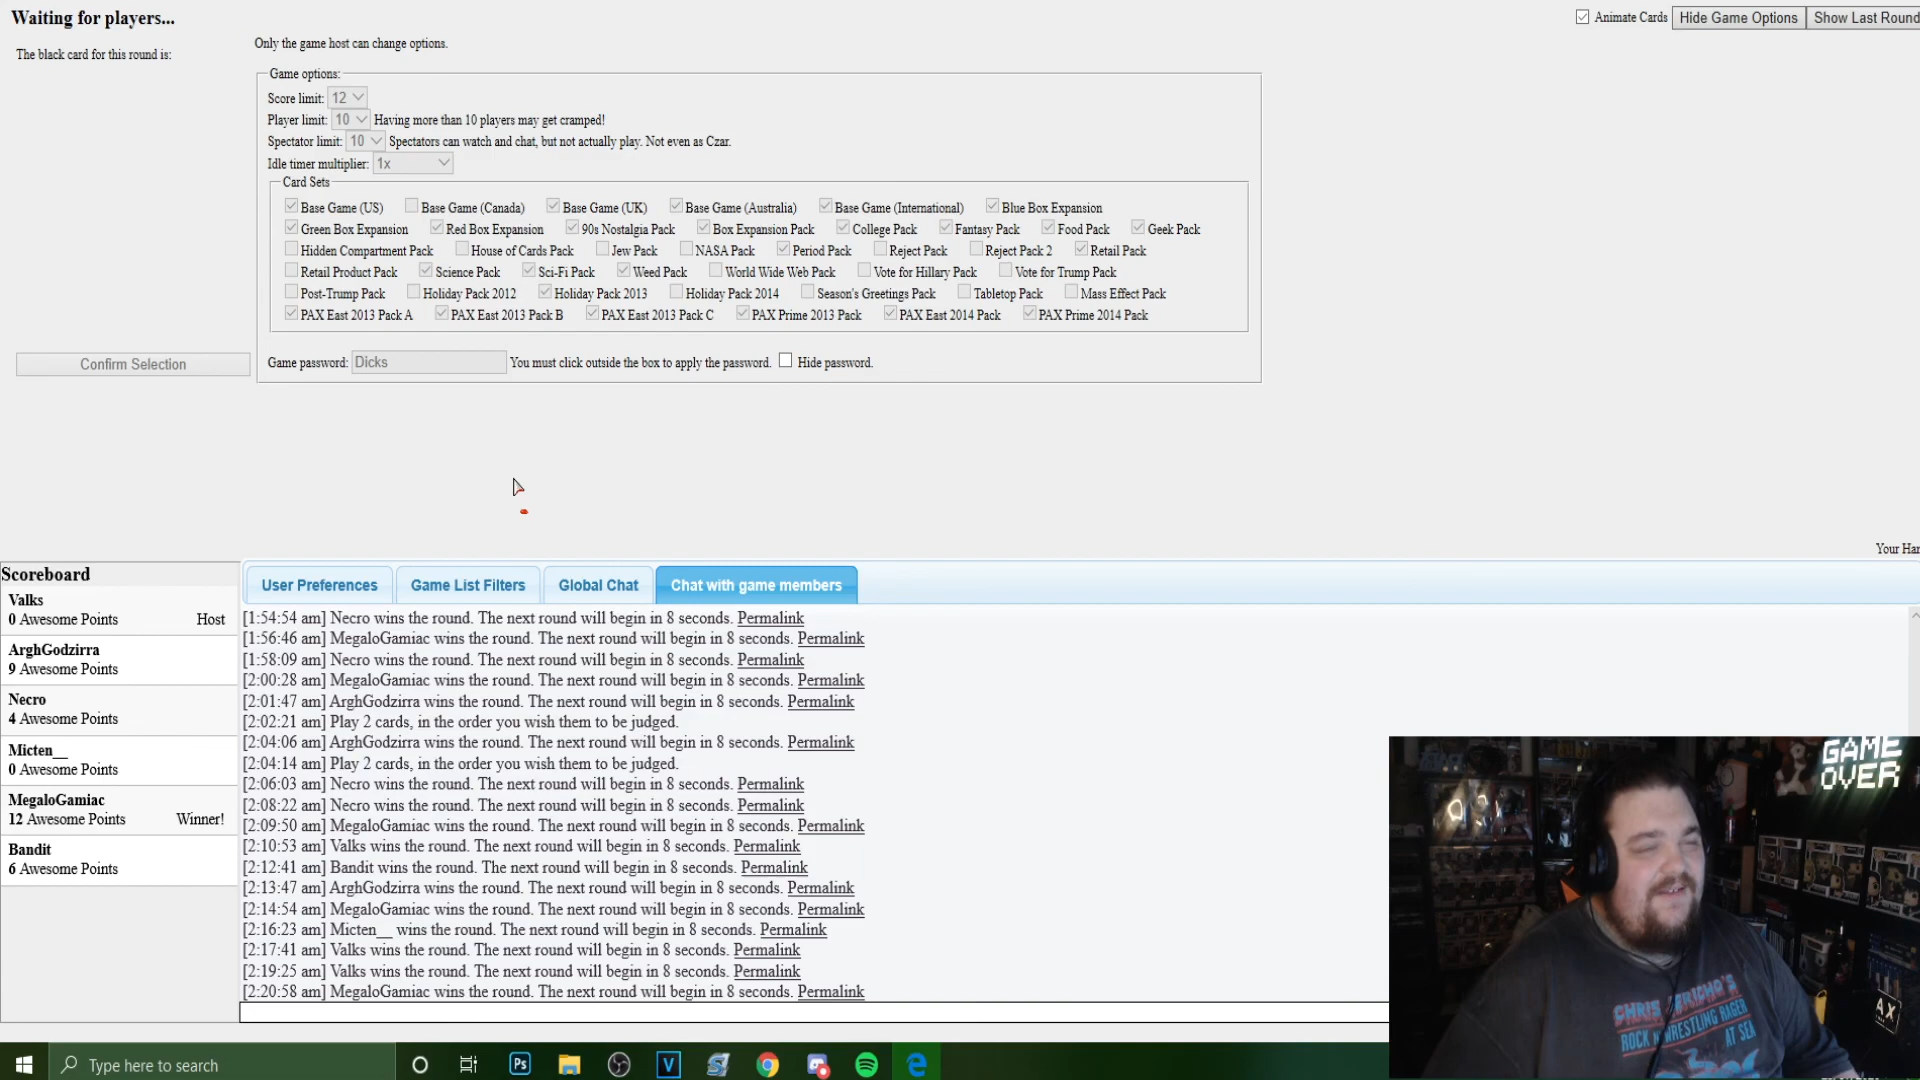 Waiting for players...
Animate Cards Hide Game Options Show Last Round
The black card for this round is:
Only the game host can change options.
Game options:
Score limit: 12
Player limit: 10 Having more than 10 players may get cramped!
Spectator limit: 10 Spectators can watch and chat, but not actually play. Not even as Czar.
Idle timer multiplier: 1x
Card Sets
Base Game (US) Base Game (Canada) Base Game (UK) Base Game (Australia) Base Game (International) Blue Box Expansion
Green Box Expansion Red Box Expansion 90s Nostalgia Pack Box Expansion Pack College Pack Fantasy Pack Food Pack Geek Pack
Hidden Compartment Pack House of Cards Pack Jew Pack NASA Pack Period Pack Reject Pack Reject Pack 2 Retail Pack
Retail Product Pack Science Pack Sci-Fi Pack Weed Pack World Wide Web Pack Vote for Hillary Pack Vote for Trump Pack
Post-Trump Pack Holiday Pack 2012 Holiday Pack 2013 Holiday Pack 2014 Season's Greetings Pack Tabletop Pack Mass Effect Pack
PAX East 2013 Pack A PAX East 2013 Pack B PAX East 2013 Pack C PAX Prime 2013 Pack PAX East 2014 Pack PAX Prime 2014 Pack
Confirm Selection
Game password: Dicks You must click outside the box to apply the password. Hide password.
Your Han
Scoreboard
Valks
0 Awesome Points Host
ArghGodzirra
9 Awesome Points
Necro
4 Awesome Points
Micten__
0 Awesome Points
MegaloGamiac
12 Awesome Points Winner!
Bandit
6 Awesome Points
User Preferences Game List Filters Global Chat Chat with game members
[1:54:54 am] Necro wins the round. The next round will begin in 8 seconds. Permalink
[1:56:46 am] MegaloGamiac wins the round. The next round will begin in 8 seconds. Permalink
[1:58:09 am] Necro wins the round. The next round will begin in 8 seconds. Permalink
[2:00:28 am] MegaloGamiac wins the round. The next round will begin in 8 seconds. Permalink
[2:01:47 am] ArghGodzirra wins the round. The next round will begin in 8 seconds. Permalink
[2:02:21 am] Play 2 cards, in the order you wish them to be judged.
[2:04:06 am] ArghGodzirra wins the round. The next round will begin in 8 seconds. Permalink
[2:04:14 am] Play 2 cards, in the order you wish them to be judged.
[2:06:03 am] Necro wins the round. The next round will begin in 8 seconds. Permalink
[2:08:22 am] Necro wins the round. The next round will begin in 8 seconds. Permalink
[2:09:50 am] MegaloGamiac wins the round. The next round will begin in 8 seconds. Permalink
[2:10:53 am] Valks wins the round. The next round will begin in 8 seconds. Permalink
[2:12:41 am] Bandit wins the round. The next round will begin in 8 seconds. Permalink
[2:13:47 am] ArghGodzirra wins the round. The next round will begin in 8 seconds. Permalink
[2:14:54 am] MegaloGamiac wins the round. The next round will begin in 8 seconds. Permalink
[2:16:23 am] Micten__ wins the round. The next round will begin in 8 seconds. Permalink
[2:17:41 am] Valks wins the round. The next round will begin in 8 seconds. Permalink
[2:19:25 am] Valks wins the round. The next round will begin in 8 seconds. Permalink
[2:20:58 am] MegaloGamiac wins the round. The next round will begin in 8 seconds. Permalink
GAME
OVER
CHRIS JERICHO'S
ROCK N WRESTLING RAGER
AT SEA
Type here to search
Ps
V